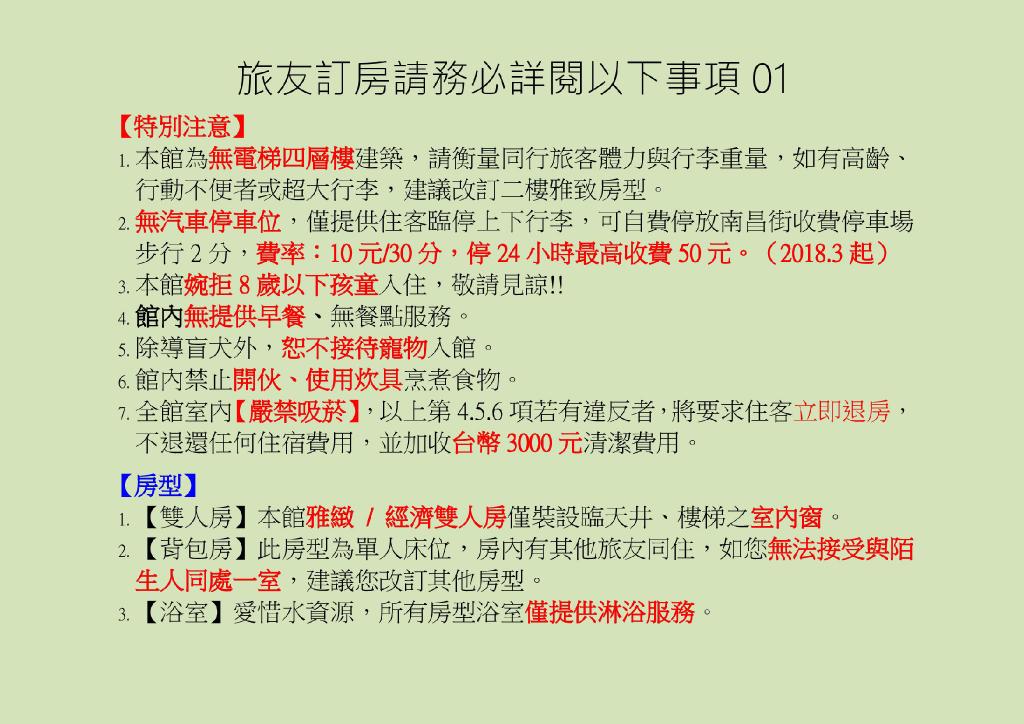 旅友訂房請務必詳閱以下事項 01
【特別注意】
1. 本館為無電梯四層樓建築，請衡量同行旅客體力與行李重量，如有高齡、
行動不便者或超大行李，建議改訂二樓雅致房型。
2. 無汽車停車位，僅提供住客臨停上下行李，可自費停放南昌街收費停車場
步行 2 分，費率：10 元/30 分，停 24 小時最高收費 50 元。（2018.3 起）
3. 本館婉拒 8 歲以下孩童入住，敬請見諒!!
4. 館內無提供早餐、無餐點服務。
5. 除導盲犬外，恕不接待寵物入館。
6. 館內禁止開伙、使用炊具烹煮食物。
7. 全館室內【嚴禁吸菸】，以上第 4.5.6 項若有違反者，將要求住客立即退房，
不退還任何住宿費用，並加收台幣 3000 元清潔費用。
【房型】
1. 【雙人房】本館雅緻 / 經濟雙人房僅裝設臨天井、樓梯之室內窗。
2. 【背包房】此房型為單人床位，房內有其他旅友同住，如您無法接受與陌
生人同處一室，建議您改訂其他房型。
3. 【浴室】愛惜水資源，所有房型浴室僅提供淋浴服務。